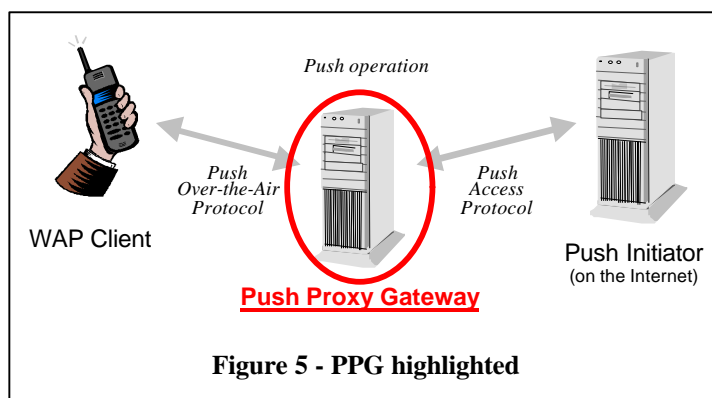 Push operation
Push
Over-the-Air
Protocol
Push
Access
Protocol
WAP Client
Push Initiator
(on the Internet)
Push Proxy Gateway
Figure 5 - PPG highlighted